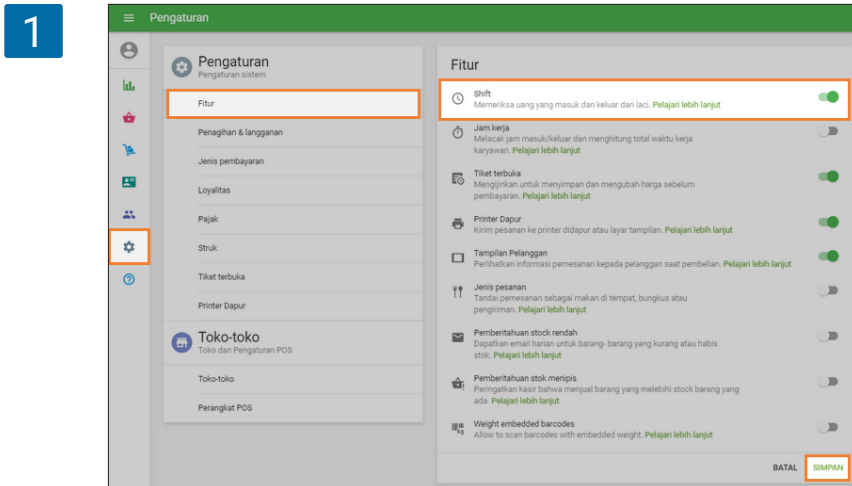 1
Pengaturan
Pengaturan
Pengaturan sistem
Fitur
Penagihan & langganan
Jenis pembayaran
Loyalitas
Pajak
Struk
Tiket terbuka
Printer Dapur
Toko-toko
Toko dan Pengaturan POS
Toko-toko
Perangkat POS
Fitur
Shift
Memeriksa uang yang masuk dan keluar dari laci. Pelajari lebih lanjut
Jam kerja
Melacak jam masuk/keluar dan menghitung total waktu kerja
karyawan. Pelajari lebih lanjut
Tiket terbuka
Mengijinkan untuk menyimpan dan mengubah harga sebelum
pembayaran. Pelajari lebih lanjut
Printer Dapur
Kirim pesanan ke printer didapur atau layar tampilan. Pelajari lebih lanjut
Tampilan Pelanggan
Perlihatkan informasi pemesanan kepada pelanggan saat pembelian. Pelajari lebih lanjut
Jenis pesanan
Tandai pemesanan sebagai makan di tempat, bungkus atau
pengiriman. Pelajari lebih lanjut
Pemberitahuan stock rendah
Dapatkan email harian untuk barang- barang yang kurang atau habis
stok. Pelajari lebih lanjut
Pemberitahuan stok menipis
Peringatkan kasir bahwa menjual barang yang melebihi stock barang yang
ada. Pelajari lebih lanjut
Weight embedded barcodes
Allow to scan barcodes with embedded weight. Pelajari lebih lanjut
BATAL SIMPAN